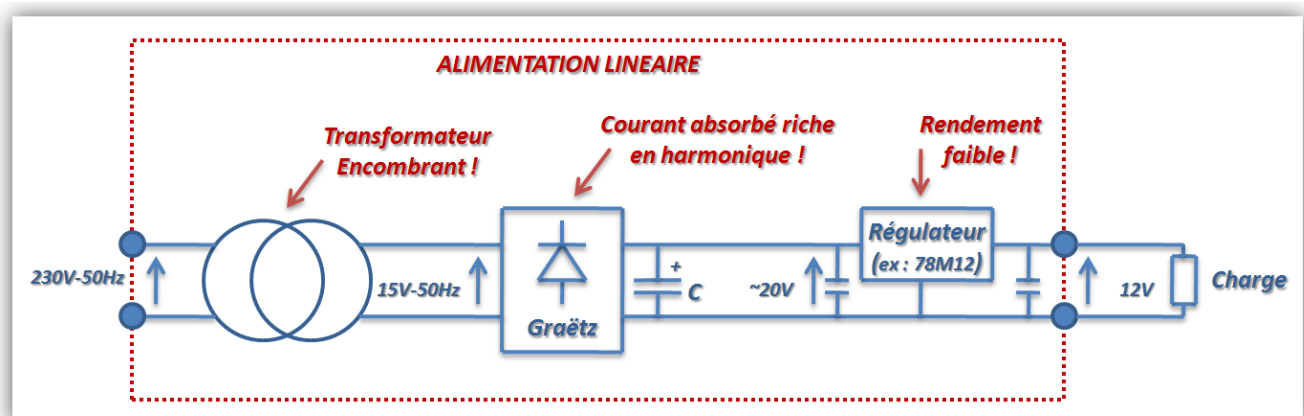 ALIMENTATION LINEAIRE
Transformateur
Encombrant !
Courant absorbé riche
en harmonique !
Rendement
faible !
230V-50Hz
15V-50Hz
Graëtz
+
C
~20V
Régulateur
(ex : 78M12)
12V
Charge